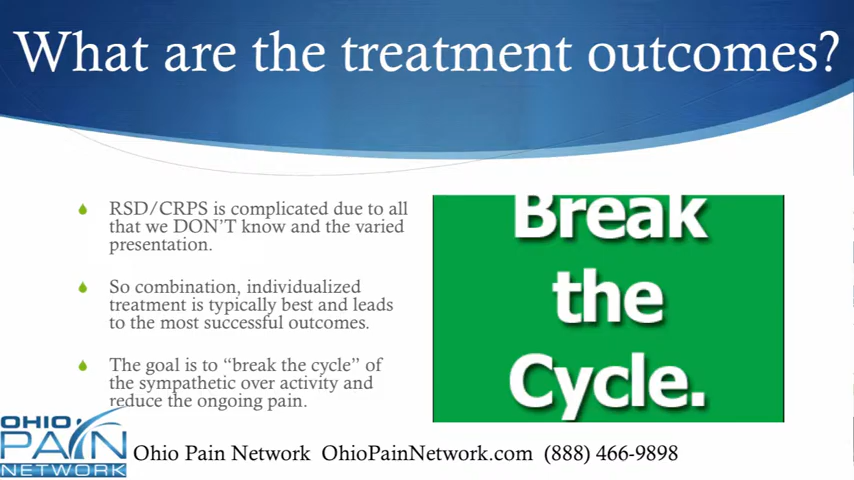 What are the treatment outcomes?
RSD/CRPS is complicated due to all
that we DON'T know and the varied
presentation.
So combination, individualized
treatment is typically best and leads
to the most successful outcomes.
The goal is to “break the cycle” of
the sympathetic over activity and
reduce the ongoing pain.
Break
the
Cycle.
OHIO
PAIN
NETWORK
Ohio Pain Network OhioPainNetwork.com (888) 466-9898